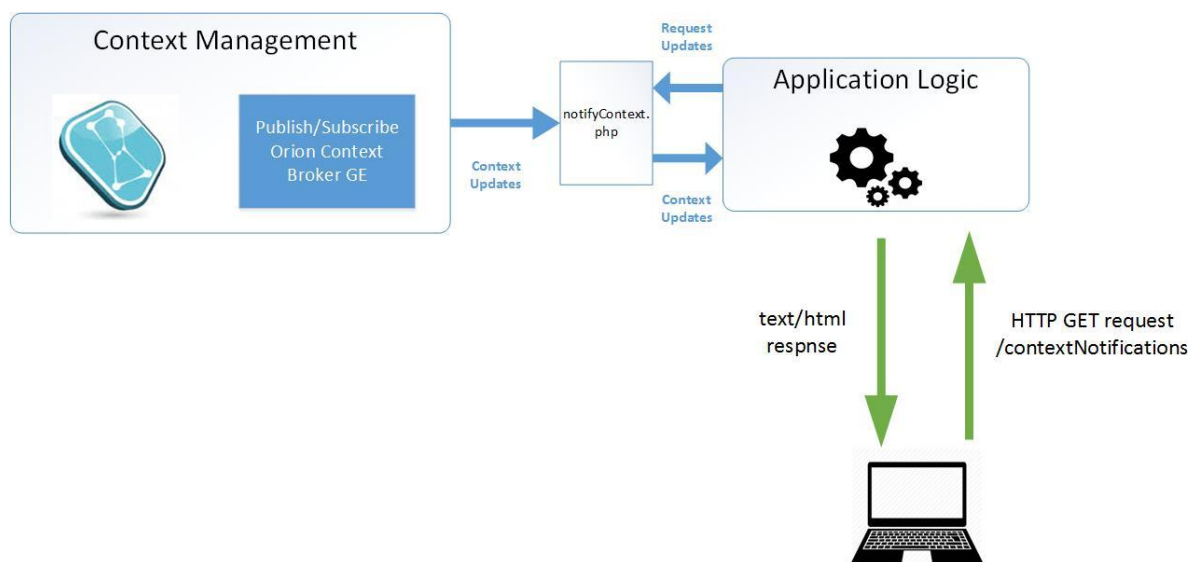 Context Management
Publish/Subscribe
Orion Context
Broker GE
Context
Updates
notifyContext.
php
Request
Updates
Context
Updates
Application Logic
text/html
respnse
HTTP GET request
/contextNotifications